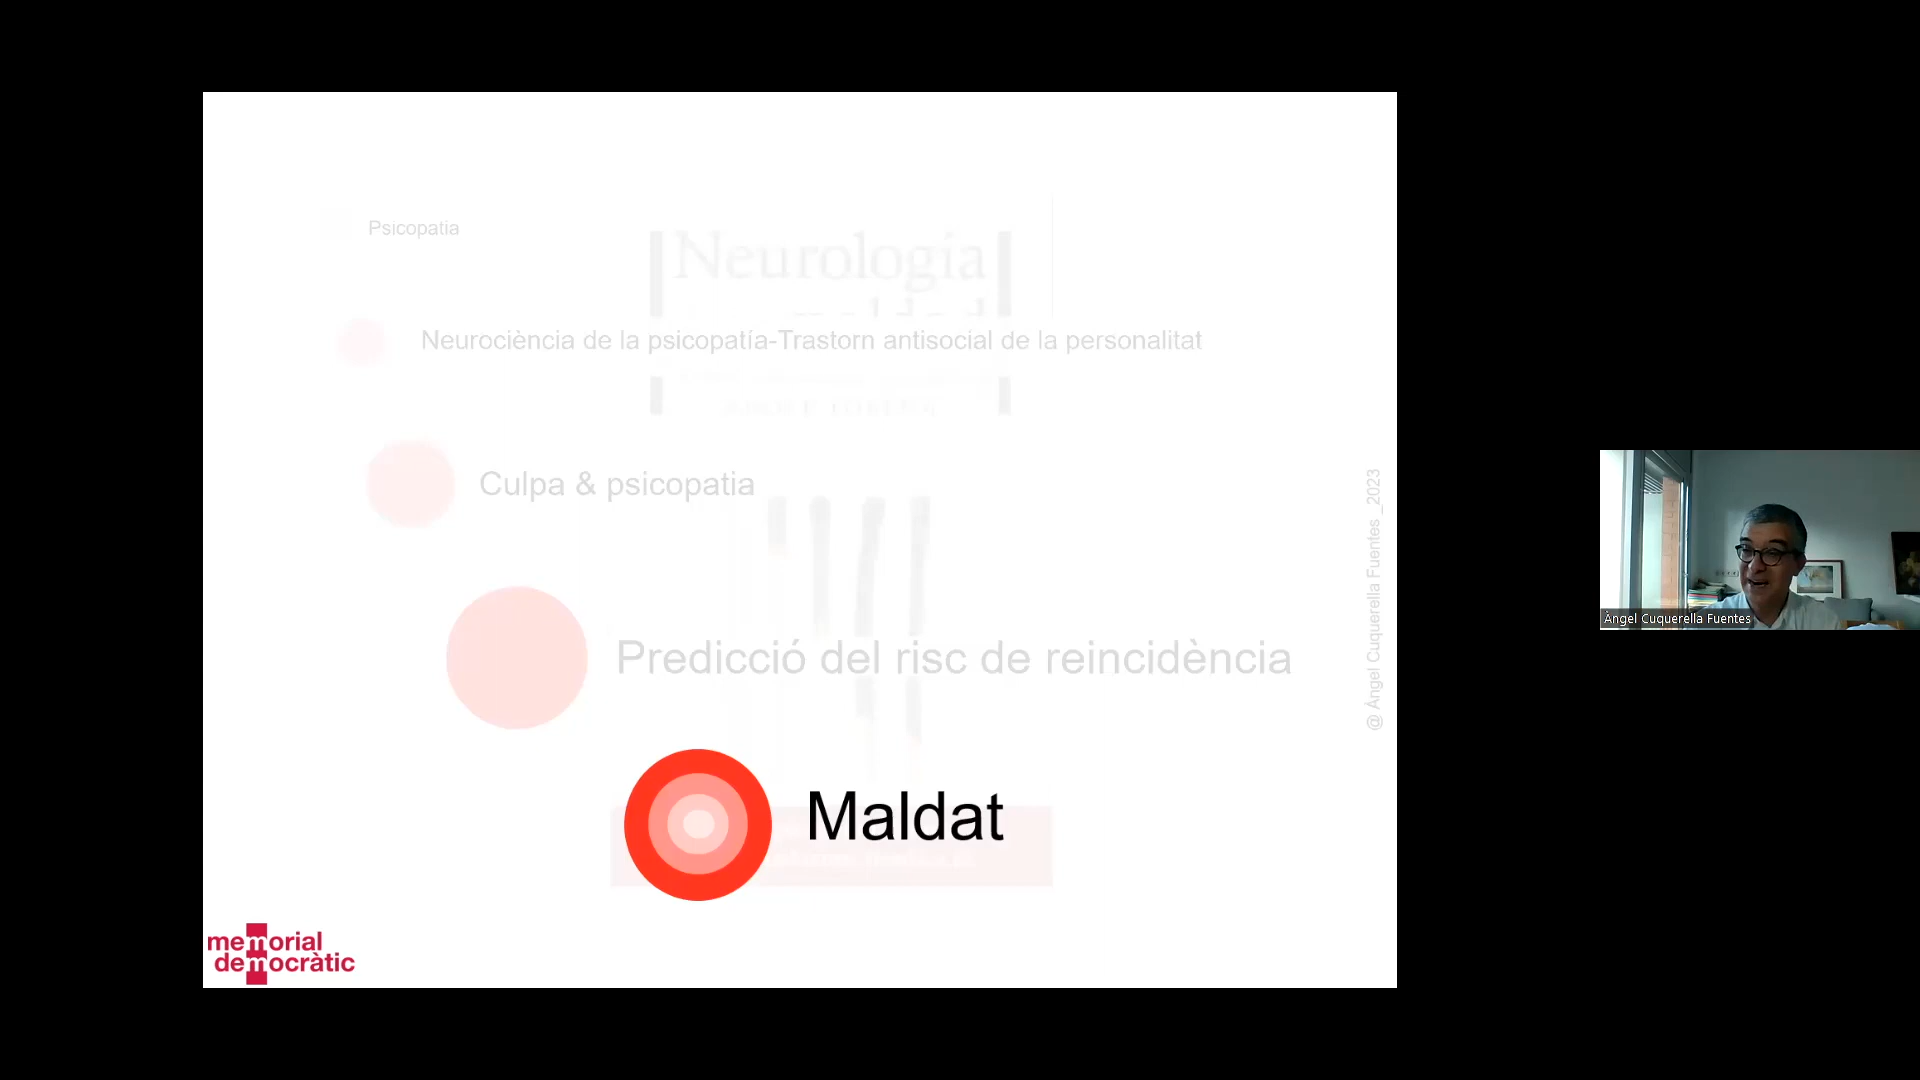 Psicopatia
Neurología
Neurociència de la psicopatía-Trastorn antisocial de la personalitat
Culpa & psicopatia
@ Àngel Cuquerella Fuentes _2023
Predicció del risc de reincidència
Maldat
memorial
democràtic
Àngel Cuquerella Fuentes